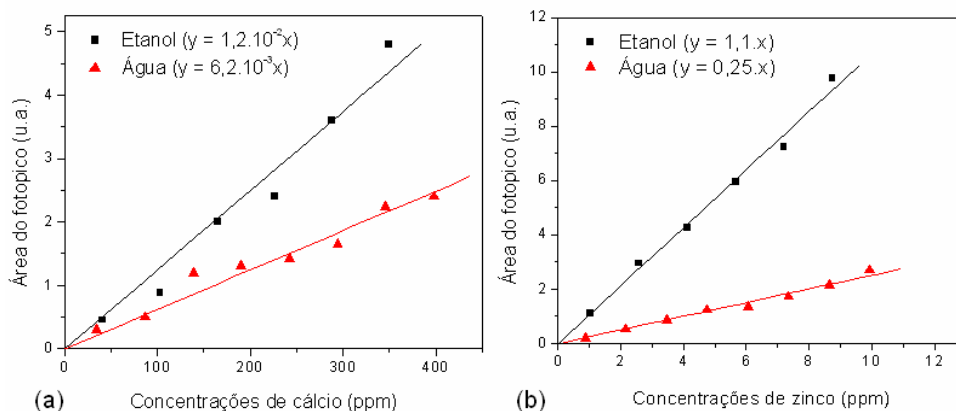 Etanol (y = 1,2.10⁻²x)
Água (y = 6,2.10⁻³x)
Área do fotopico (u.a.)
5
4
3
2
1
0
0 100 200 300 400
(a) Concentrações de cálcio (ppm)
Etanol (y = 1,1.x)
Água (y = 0,25.x)
Área do fotopico (u.a.)
12
10
8
6
4
2
0
0 2 4 6 8 10 12
(b) Concentrações de zinco (ppm)